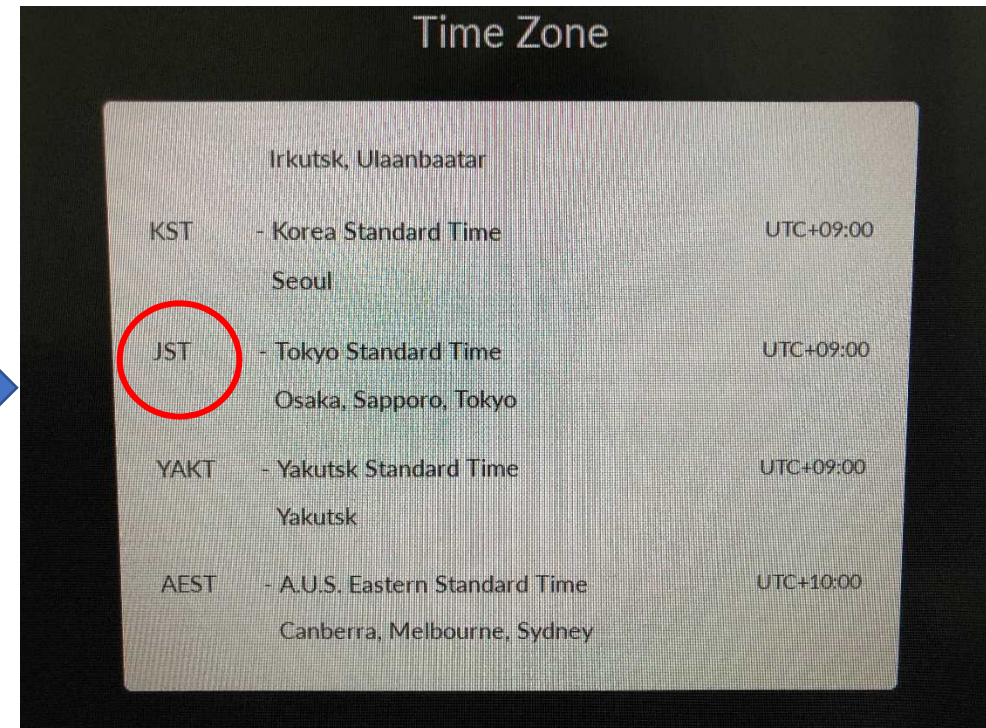 Time Zone
Irkutsk, Ulaanbaatar
KST - Korea Standard Time UTC+09:00
Seoul
JST - Tokyo Standard Time UTC+09:00
Osaka, Sapporo, Tokyo
YAKT - Yakutsk Standard Time UTC+09:00
Yakutsk
AEST - A.U.S. Eastern Standard Time UTC+10:00
Canberra, Melbourne, Sydney